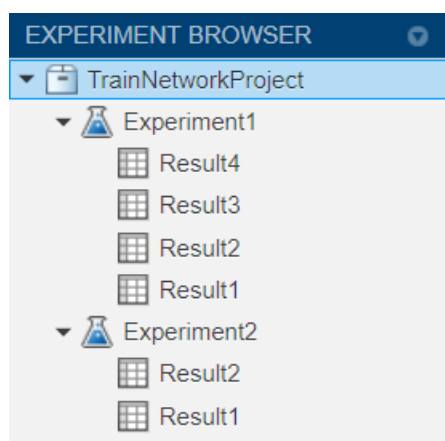 EXPERIMENT BROWSER
TrainNetworkProject
Experiment1
Result4
Result3
Result2
Result1
Experiment2
Result2
Result1